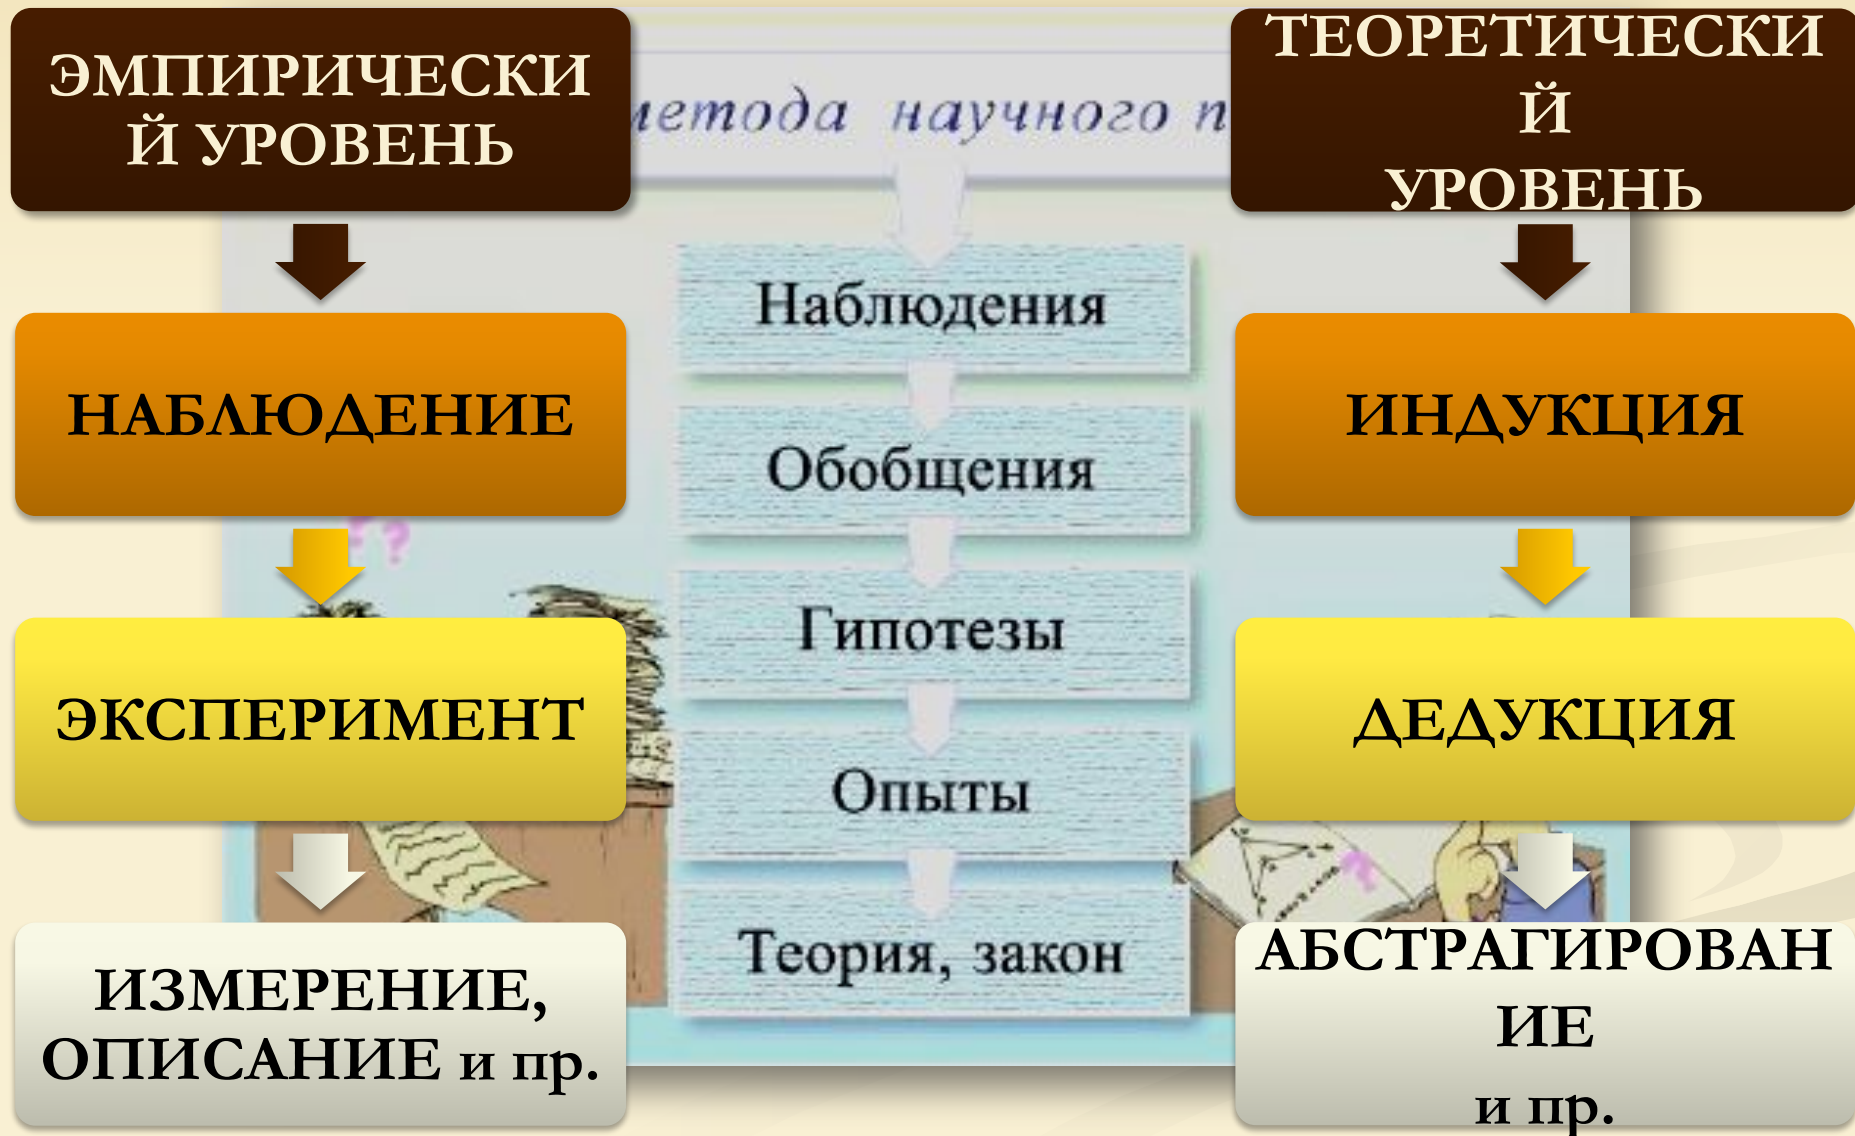 ЭМПИРИЧЕСКИ
Й УРОВЕНЬ
НАБЛЮДЕНИЕ
ЭКСПЕРИМЕНТ
ИЗМЕРЕНИЕ,
ОПИСАНИЕ и пр.
метода научного п
Наблюдения
Обобщения
Гипотезы
Опыты
Теория, закон
ТЕОРЕТИЧЕСКИ
Й
УРОВЕНЬ
ИНДУКЦИЯ
ДЕДУКЦИЯ
АБСТРАГИРОВАН
ИЕ
и пр.